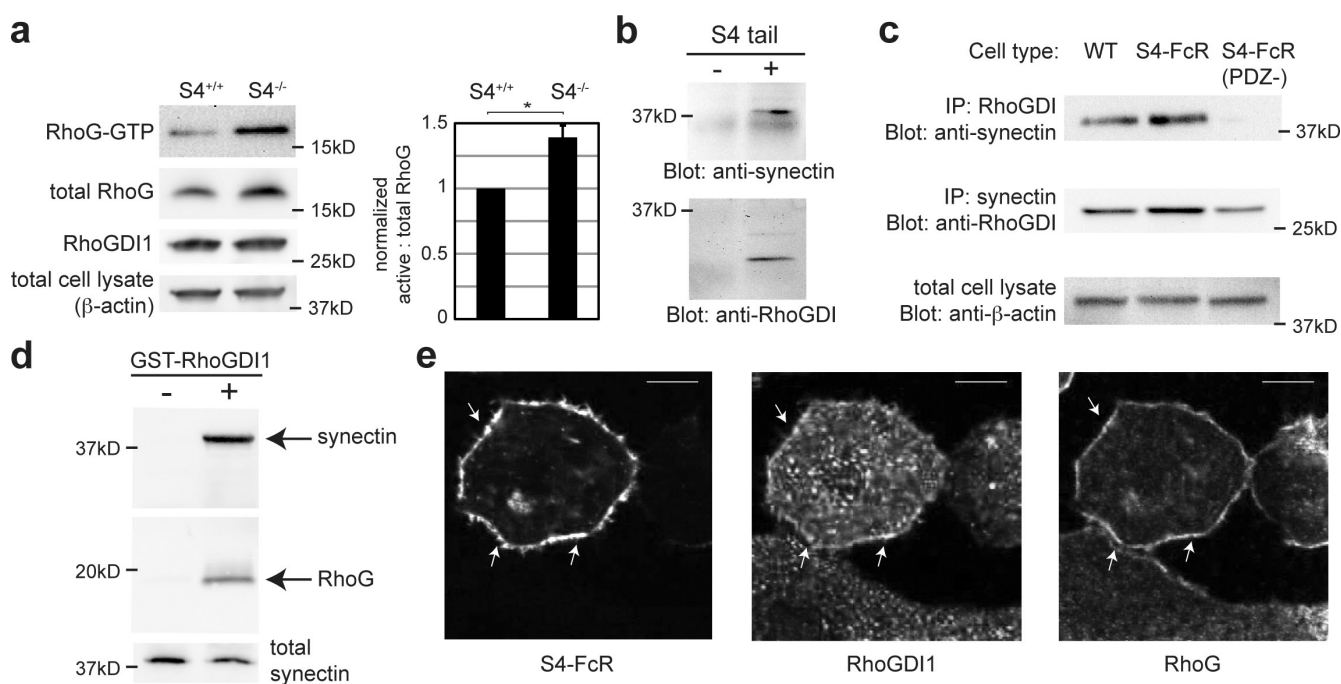 a
S4+/+ S4-/-
RhoG-GTP
15kD
total RhoG
15kD
RhoGDI1
25kD
total cell lysate
(β-actin)
37kD
S4+/+ S4-/-
*
1.5
1
0.5
0
normalized
active : total RhoG
b
S4 tail
- +
37kD
Blot: anti-synectin
37kD
Blot: anti-RhoGDI
c
Cell type: WT S4-FcR S4-FcR
(PDZ-)
IP: RhoGDI
Blot: anti-synectin
37kD
IP: synectin
Blot: anti-RhoGDI
25kD
total cell lysate
Blot: anti-β-actin
37kD
d
GST-RhoGDI1
- +
37kD
synectin
20kD
RhoG
37kD
total
synectin
e
S4-FcR
RhoGDI1
RhoG